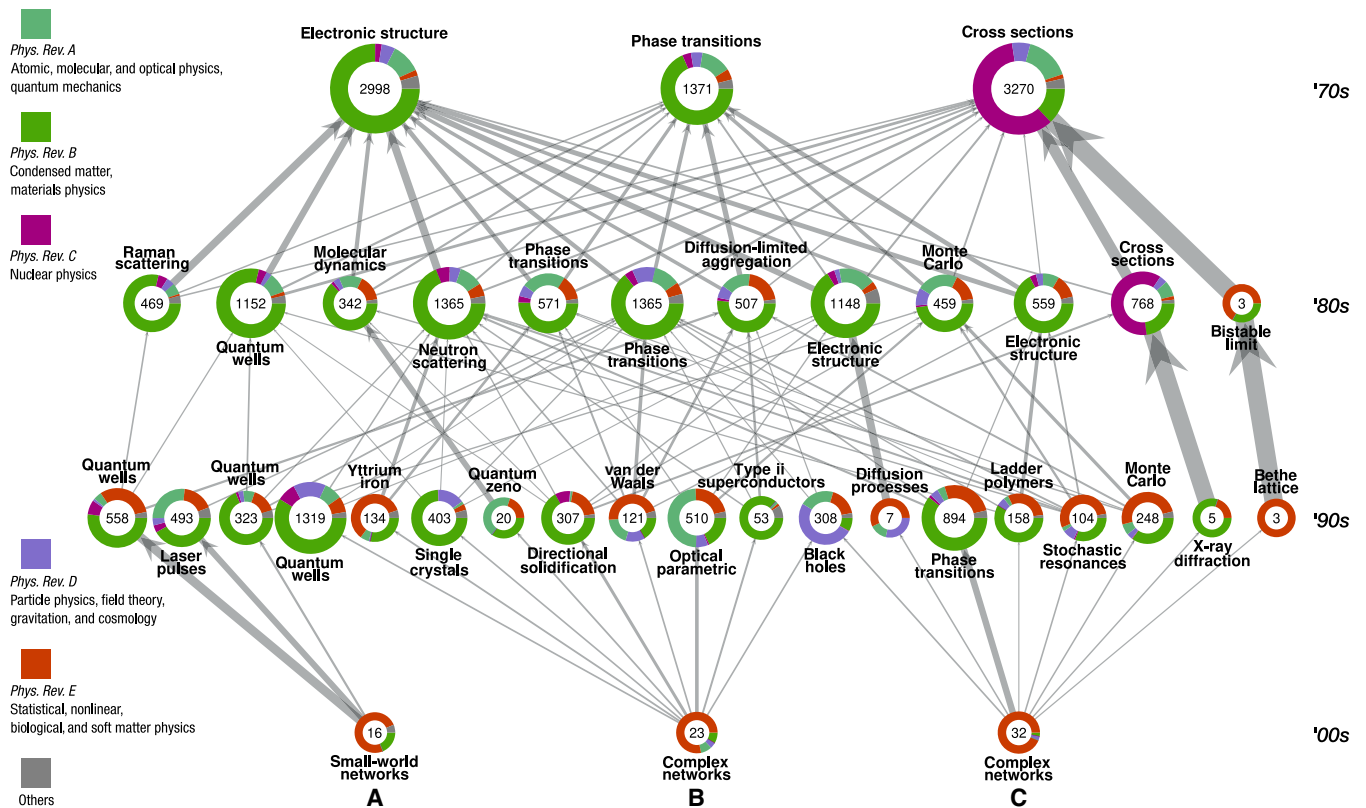 Phys. Rev. A
Atomic, molecular, and optical physics,
quantum mechanics
Phys. Rev. B
Condensed matter,
materials physics
Phys. Rev. C
Nuclear physics
Phys. Rev. D
Particle physics, field theory,
gravitation, and cosmology
Phys. Rev. E
Statistical, nonlinear,
biological, and soft matter physics
Others
Electronic structure
2998
Phase transitions
1371
Cross sections
3270
'70s
Raman
scattering
469
1152
Quantum
wells
Molecular
dynamics
342
1365
Neutron
scattering
Phase
transitions
571
1365
Phase
transitions
Diffusion-limited
aggregation
507
1148
Electronic
structure
Monte
Carlo
459
559
Electronic
structure
Cross
sections
768
3
Bistable
limit
'80s
Quantum
wells
558
493
Laser
pulses
Quantum
wells
323
1319
Quantum
wells
Yttrium
iron
134
403
Single
crystals
Quantum
zeno
20
307
Directional
solidification
van der
Waals
121
510
Optical
parametric
Type ii
superconductors
53
308
Black
holes
Diffusion
processes
7
894
Phase
transitions
Ladder
polymers
158
104
Stochastic
resonances
Monte
Carlo
248
5
X-ray
diffraction
Bethe
lattice
3
'90s
16
Small-world
networks
23
Complex
networks
32
Complex
networks
'00s
A
B
C